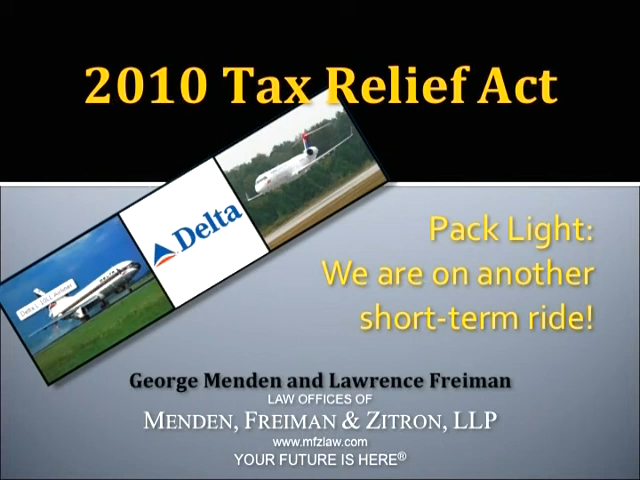 2010 Tax Relief Act
Delta
Pack Light:
We are on another
short-term ride!
George Menden and Lawrence Freiman
LAW OFFICES OF
MENDEN, FREIMAN & ZITRON, LLP
www.mfzlaw.com
YOUR FUTURE IS HERE®